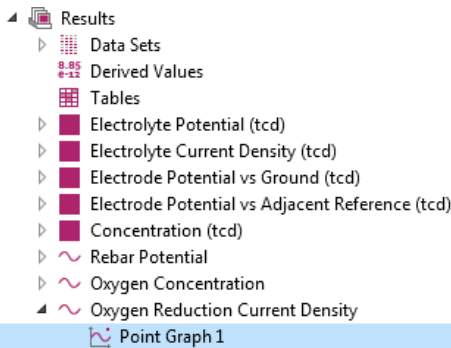 Results
Data Sets
8.85
e-12 Derived Values
Tables
Electrolyte Potential (tcd)
Electrolyte Current Density (tcd)
Electrode Potential vs Ground (tcd)
Electrode Potential vs Adjacent Reference (tcd)
Concentration (tcd)
Rebar Potential
Oxygen Concentration
Oxygen Reduction Current Density
Point Graph 1